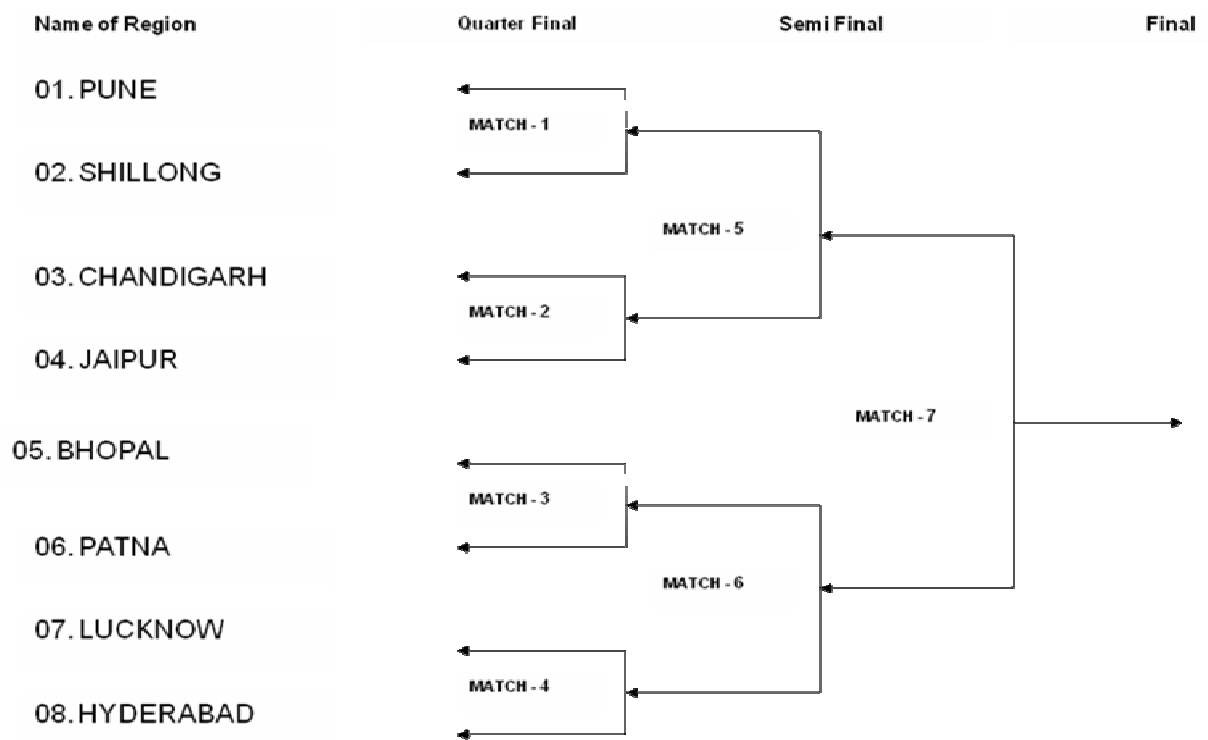 Name of Region Quarter Final Semi Final Final
01. PUNE
MATCH - 1
02. SHILLONG
MATCH - 5
03. CHANDIGARH
MATCH - 2
04. JAIPUR
MATCH - 7
05. BHOPAL
MATCH - 3
06. PATNA
MATCH - 6
07. LUCKNOW
MATCH - 4
08. HYDERABAD